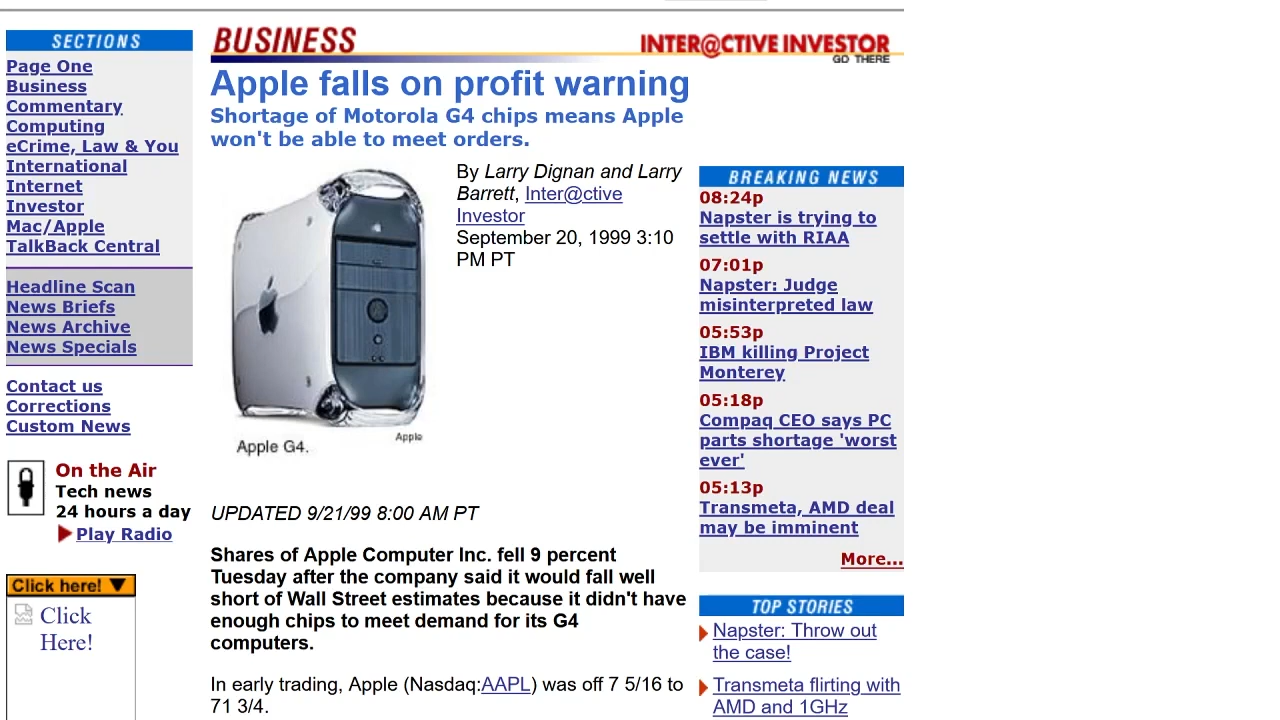 SECTIONS
Page One
Business
Commentary
Computing
eCrime, Law & You
International
Internet
Investor
Mac/Apple
TalkBack Central
Headline Scan
News Briefs
News Archive
News Specials
Contact us
Corrections
Custom News
On the Air
Tech news
24 hours a day
Play Radio
Click here!
Click
Here!
BUSINESS
INTER@CTIVE INVESTOR
GO THERE
Apple falls on profit warning
Shortage of Motorola G4 chips means Apple
won't be able to meet orders.
By Larry Dignan and Larry
Barrett, Inter@ctive
Investor
September 20, 1999 3:10
PM PT
Apple
Apple G4.
UPDATED 9/21/99 8:00 AM PT
Shares of Apple Computer Inc. fell 9 percent
Tuesday after the company said it would fall well
short of Wall Street estimates because it didn't have
enough chips to meet demand for its G4
computers.
In early trading, Apple (Nasdaq:AAPL) was off 7 5/16 to
71 3/4.
BREAKING NEWS
08:24p
Napster is trying to
settle with RIAA
07:01p
Napster: Judge
misinterpreted law
05:53p
IBM killing Project
Monterey
05:18p
Compaq CEO says PC
parts shortage 'worst
ever'
05:13p
Transmeta, AMD deal
may be imminent
More...
TOP STORIES
Napster: Throw out
the case!
Transmeta flirting with
AMD and 1GHz